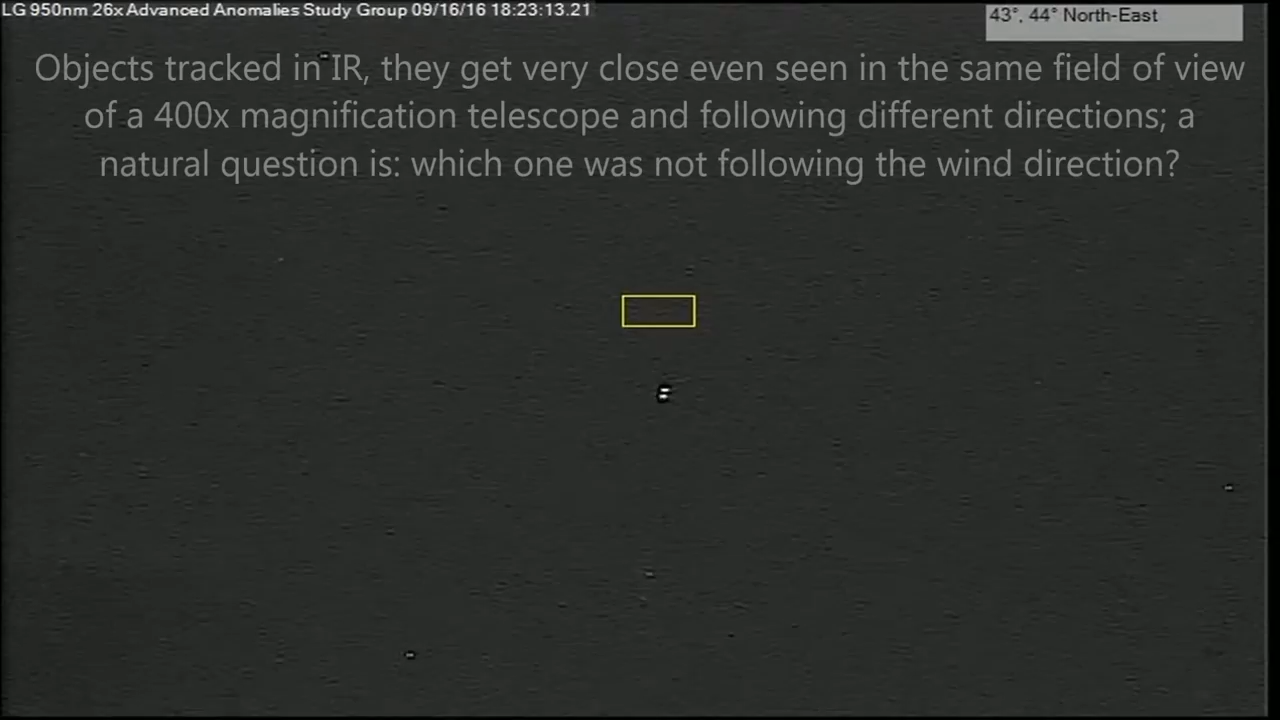 LG 950nm 26x Advanced Anomalies Study Group 09/16/16 18:23:13.21
43°, 44° North-East
Objects tracked in IR, they get very close even seen in the same field of view
of a 400x magnification telescope and following different directions; a
natural question is: which one was not following the wind direction?